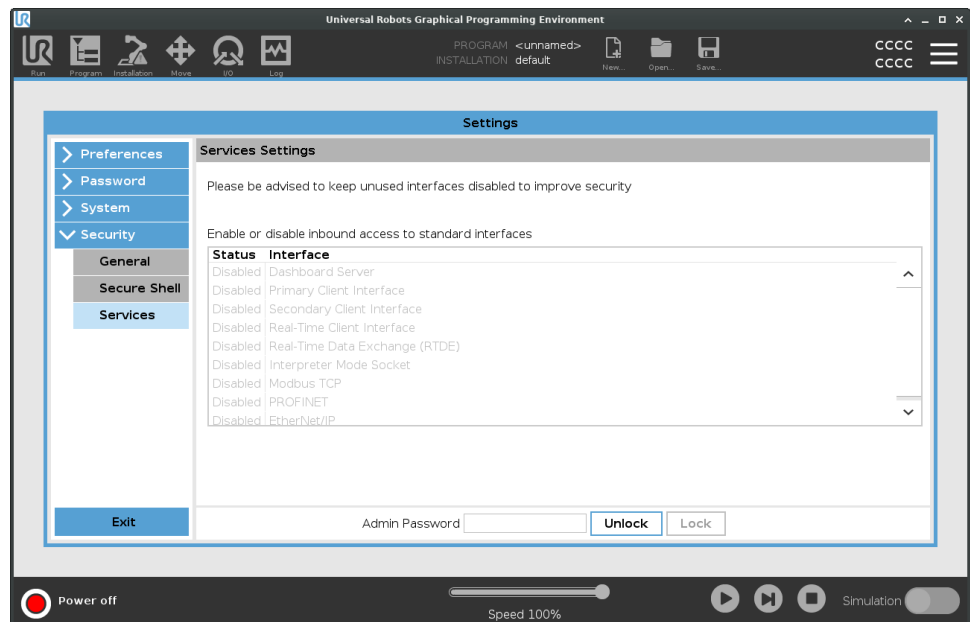 Universal Robots Graphical Programming Environment
UR
Run
Program
Installation
Move
I/O
Log
PROGRAM <unnamed>
INSTALLATION default
New...
Open...
Save...
CCCC
CCCC
Settings
Preferences
Password
System
Security
General
Secure Shell
Services
Exit
Services Settings
Please be advised to keep unused interfaces disabled to improve security
Enable or disable inbound access to standard interfaces
Status Interface
Disabled Dashboard Server
Disabled Primary Client Interface
Disabled Secondary Client Interface
Disabled Real-Time Client Interface
Disabled Real-Time Data Exchange (RTDE)
Disabled Interpreter Mode Socket
Disabled Modbus TCP
Disabled PROFINET
Disabled EtherNet/IP
Admin Password
Unlock
Lock
Power off
Speed 100%
Simulation